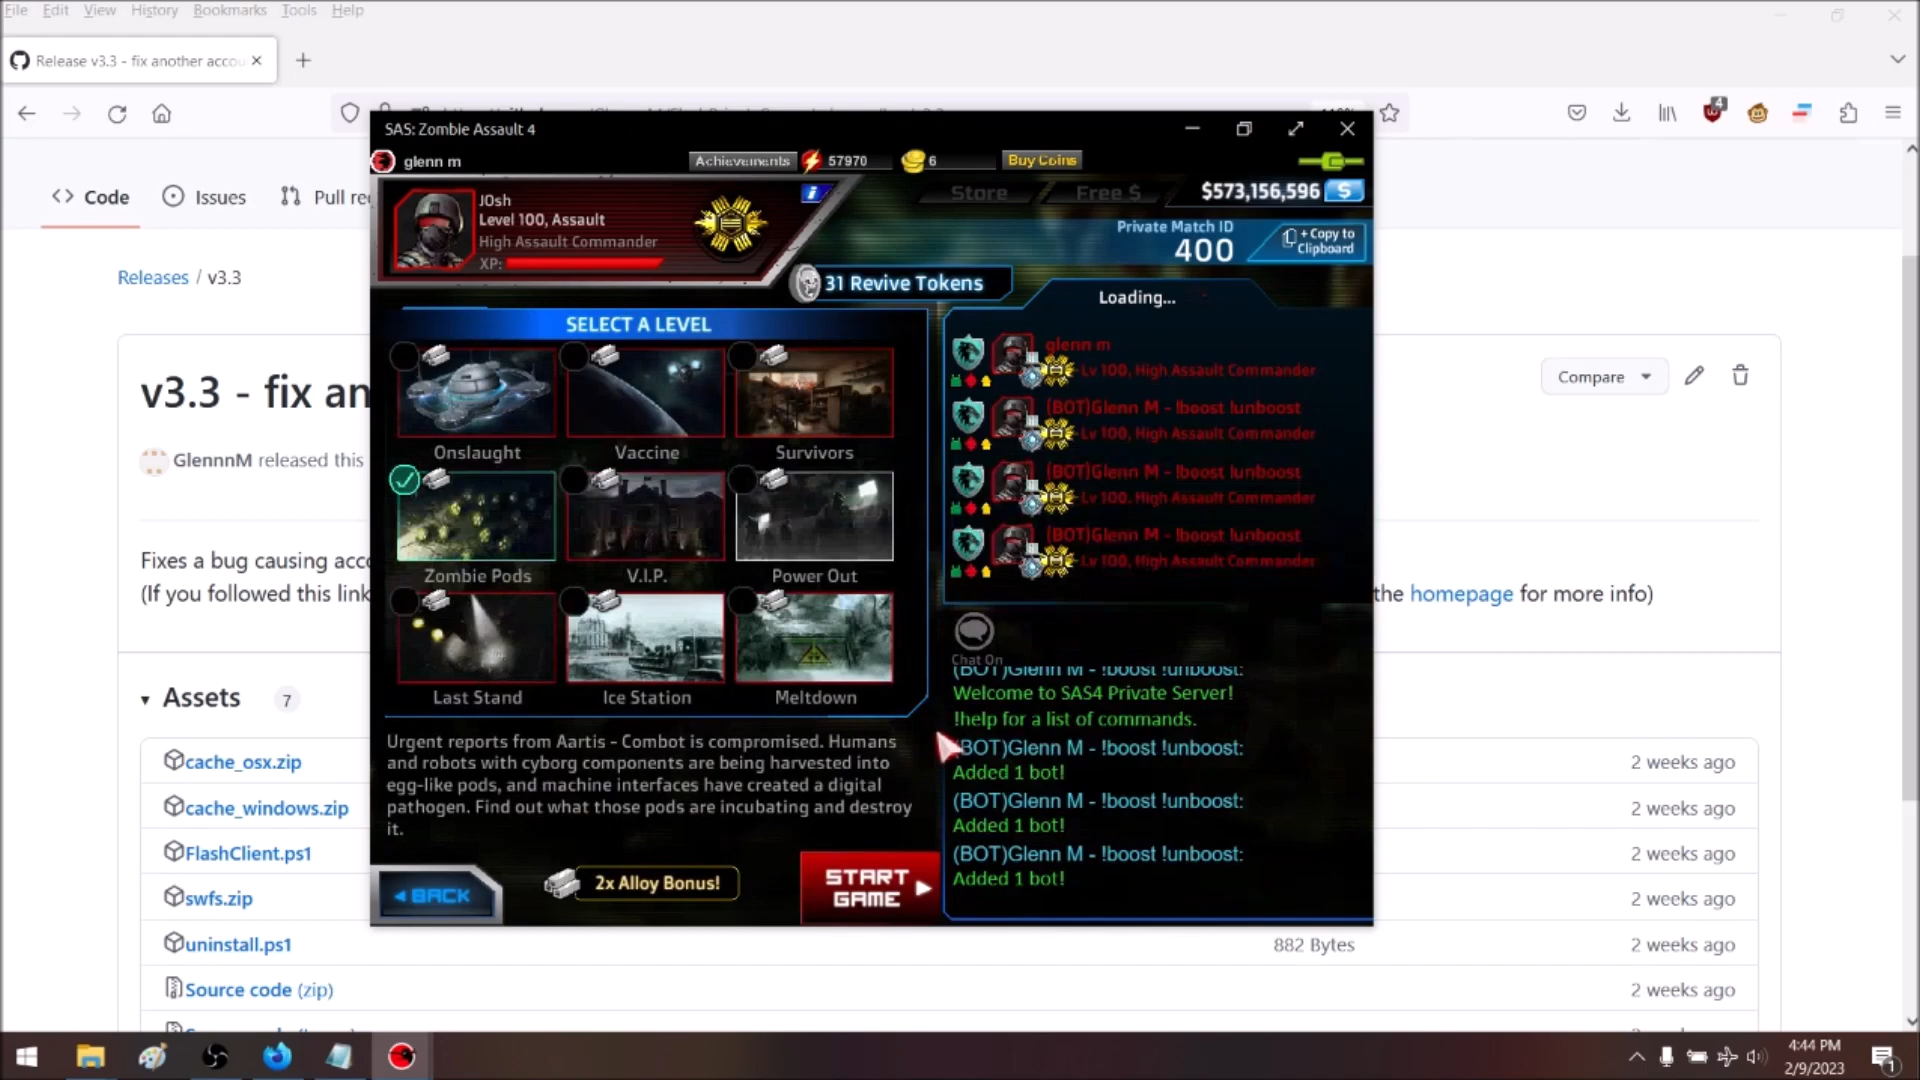 File Edit View History Bookmarks Tools Help
Release v3.3 - fix another accou
Code
Issues
Pull re
Releases / v3.3
v3.3 - fix an
GlennnM released this
Fixes a bug causing acc
(If you followed this link
the homepage for more info)
Compare
Assets 7
cache_osx.zip
2 weeks ago
cache_windows.zip
2 weeks ago
FlashClient.ps1
2 weeks ago
swfs.zip
2 weeks ago
uninstall.ps1
882 Bytes
2 weeks ago
Source code (zip)
2 weeks ago
SAS: Zombie Assault 4
glenn m
Achievements
57970
6
Buy Coins
J0sh
Level 100, Assault
High Assault Commander
XP:
Store
Free $
$573,156,596
Private Match ID
400
+ Copy to
Clipboard
31 Revive Tokens
SELECT A LEVEL
Onslaught
Vaccine
Survivors
Zombie Pods
V.I.P.
Power Out
Last Stand
Ice Station
Meltdown
Urgent reports from Aartis - Combot is compromised. Humans
and robots with cyborg components are being harvested into
egg-like pods, and machine interfaces have created a digital
pathogen. Find out what those pods are incubating and destroy
it.
BACK
2x Alloy Bonus!
START
GAME
Loading...
glenn m
Lv 100, High Assault Commander
(BOT)Glenn M - !boost !unboost
Lv 100, High Assault Commander
(BOT)Glenn M - !boost !unboost
Lv 100, High Assault Commander
(BOT)Glenn M - !boost !unboost
Lv 100, High Assault Commander
Chat On
(BOT)Glenn M - !boost !unboost:
Welcome to SAS4 Private Server!
!help for a list of commands.
(BOT)Glenn M - !boost !unboost:
Added 1 bot!
(BOT)Glenn M - !boost !unboost:
Added 1 bot!
(BOT)Glenn M - !boost !unboost:
Added 1 bot!
4
4:44 PM
2/9/2023
1